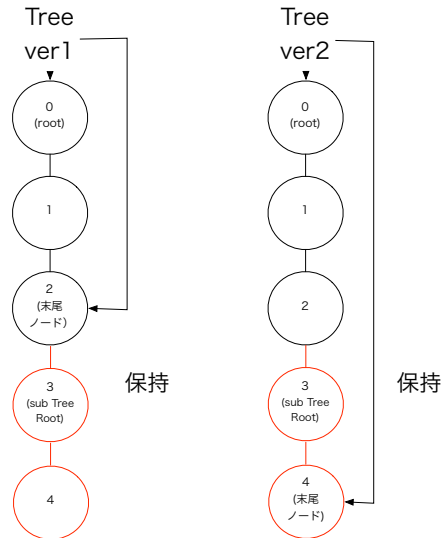 Tree
ver1
0
(root)
1
2
(末尾
ノード)
3
(sub Tree
Root)
4
保持
Tree
ver2
0
(root)
1
2
3
(sub Tree
Root)
4
(末尾
ノード)
保持